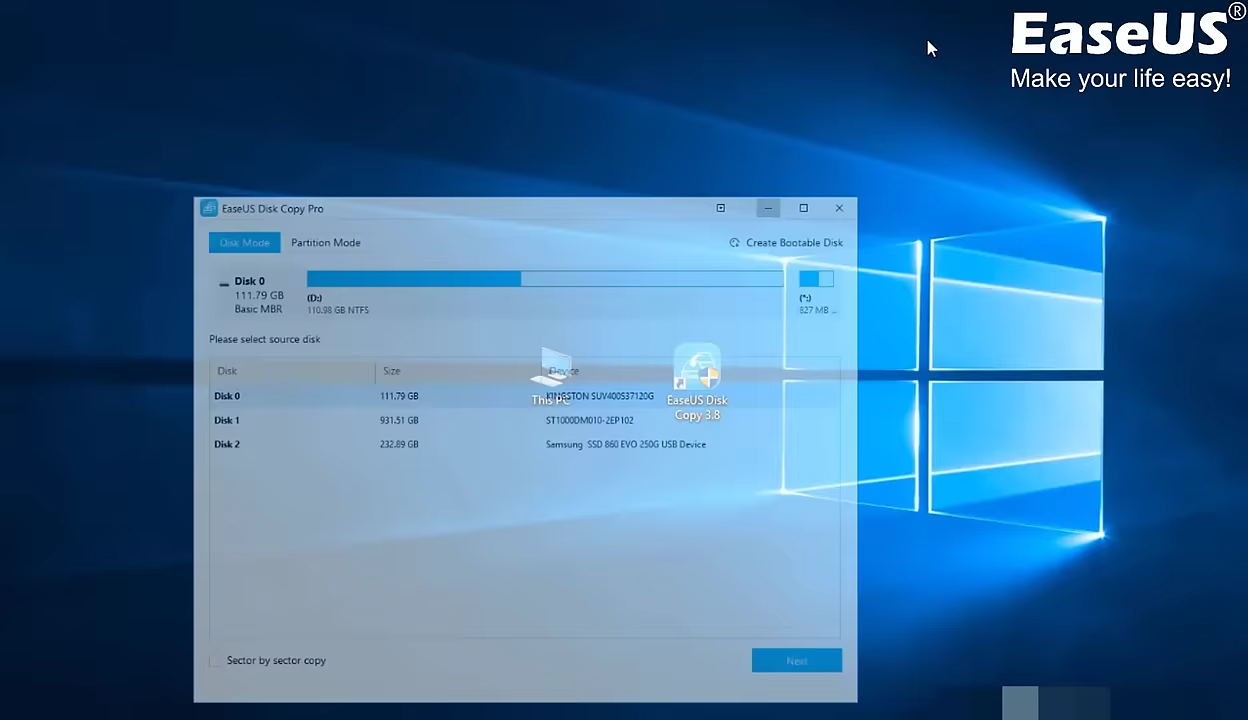 EaseUS®
Make your life easy!
EaseUS Disk Copy Pro
Disk Mode
Partition Mode
Create Bootable Disk
Disk 0
111.79 GB
Basic MBR
(D:)
110.98 GB NTFS
(*:)
827 MB ...
Please select source disk
Disk
Size
Device
Disk 0
111.79 GB
KINGSTON SUV400S37120G
Disk 1
931.51 GB
ST1000DM010-2EP102
Disk 2
232.89 GB
Samsung SSD 860 EVO 250G USB Device
This PC
EaseUS Disk
Copy 3.8
Sector by sector copy
Next